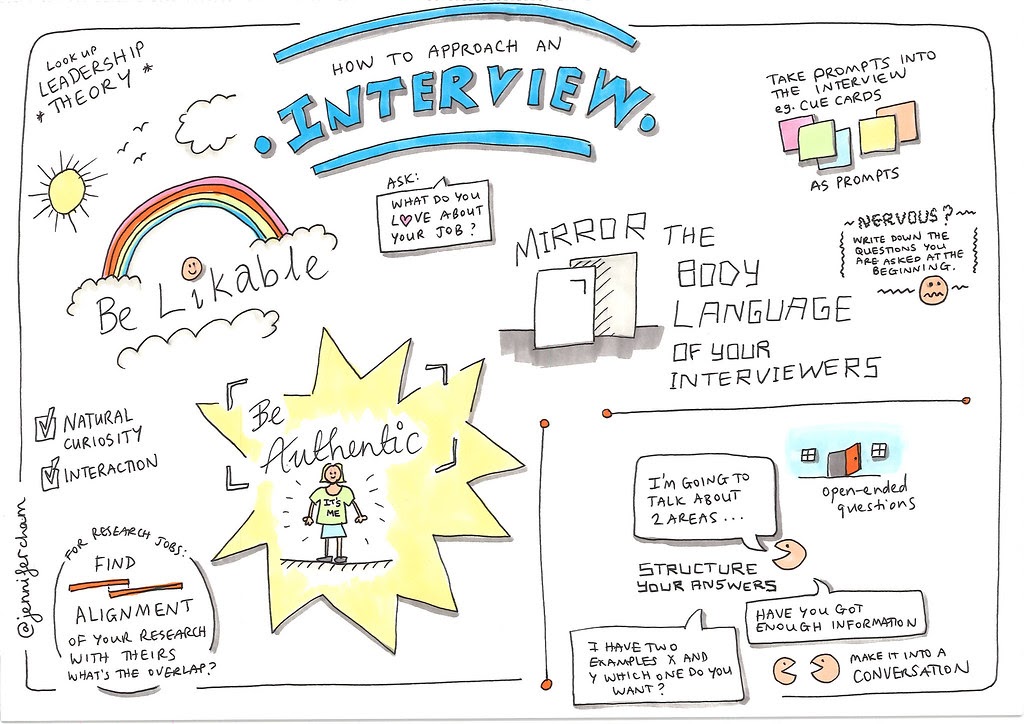 HOW TO APPROACH AN
INTERVIEW
LOOK UP
LEADERSHIP
* THEORY *
TAKE PROMPTS INTO
THE INTERVIEW
eg. CUE CARDS
AS PROMPTS
ASK:
WHAT DO YOU
LOVE ABOUT
YOUR JOB?
Be Likable
MIRROR THE
BODY
LANGUAGE
OF YOUR
INTERVIEWERS
~NERVOUS?~
WRITE DOWN THE
QUESTIONS YOU
ARE ASKED AT THE
BEGINNING.
Be
Authentic
IT'S
ME
NATURAL
CURIOSITY
INTERACTION
FOR RESEARCH JOBS:
FIND
ALIGNMENT
OF YOUR RESEARCH
WITH THEIRS
WHAT'S THE OVERLAP?
@jennifercham
I'M GOING TO
TALK ABOUT
2 AREAS...
STRUCTURE
YOUR ANSWERS
open-ended
questions
HAVE YOU GOT
ENOUGH INFORMATION
I HAVE TWO
EXAMPLES X AND
Y WHICH ONE DO YOU
WANT?
MAKE IT INTO A
CONVERSATION